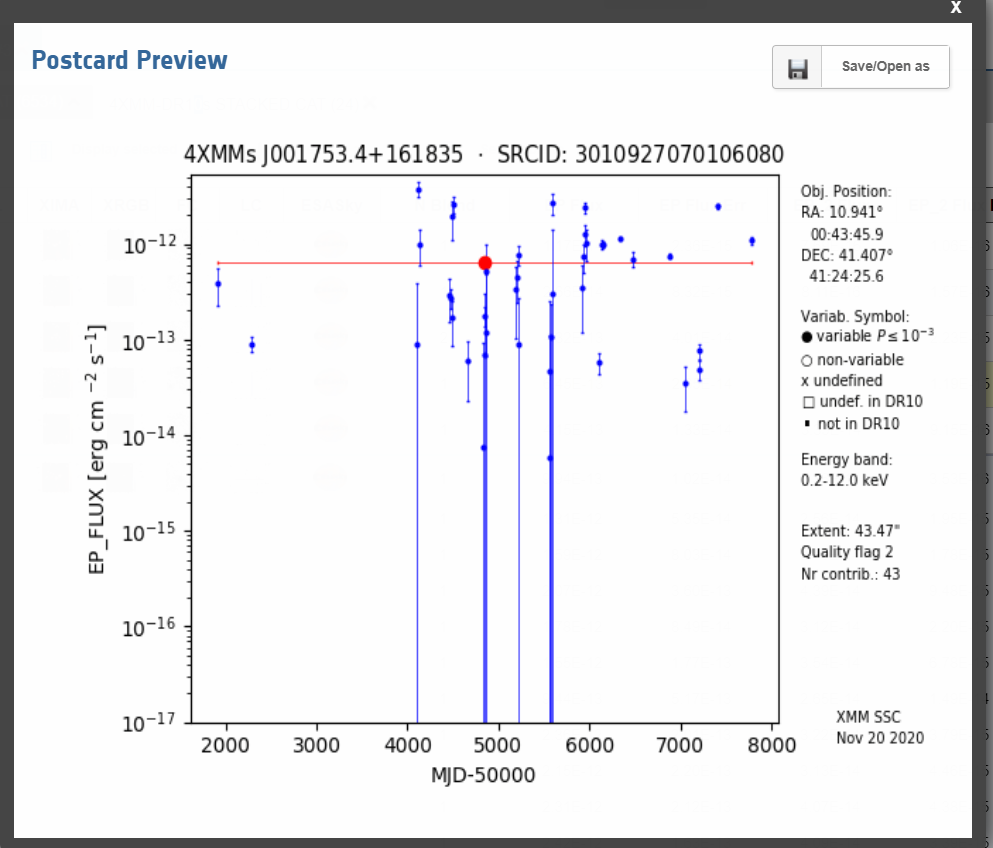 x
Postcard Preview
Save/Open as
4XMMs J001753.4+161835 · SRCID: 3010927070106080
EP_FLUX [erg cm⁻² s⁻¹]
10⁻¹²
10⁻¹³
10⁻¹⁴
10⁻¹⁵
10⁻¹⁶
10⁻¹⁷
2000 3000 4000 5000 6000 7000 8000
MJD-50000
Obj. Position:
RA: 10.941°
00:43:45.9
DEC: 41.407°
41:24:25.6
Variab. Symbol:
● variable P ≤ 10⁻³
○ non-variable
x undefined
□ undef. in DR10
▪ not in DR10
Energy band:
0.2-12.0 keV
Extent: 43.47"
Quality flag 2
Nr contrib.: 43
XMM SSC
Nov 20 2020